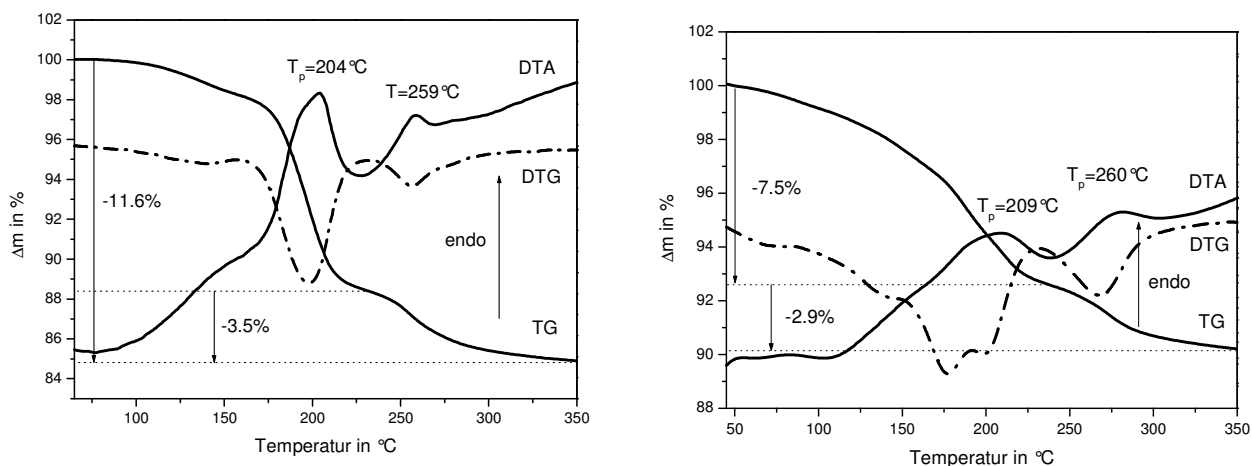 102
100
98
96
94
92
90
88
86
84
Δm in %
Tp=204°C
T=259°C
DTA
DTG
-11.6%
endo
-3.5%
TG
100
150
200
250
300
350
Temperatur in °C
102
100
98
96
94
92
90
88
Δm in %
-7.5%
Tp=260°C
Tp=209°C
DTA
DTG
endo
-2.9%
TG
50
100
150
200
250
300
350
Temperatur in °C